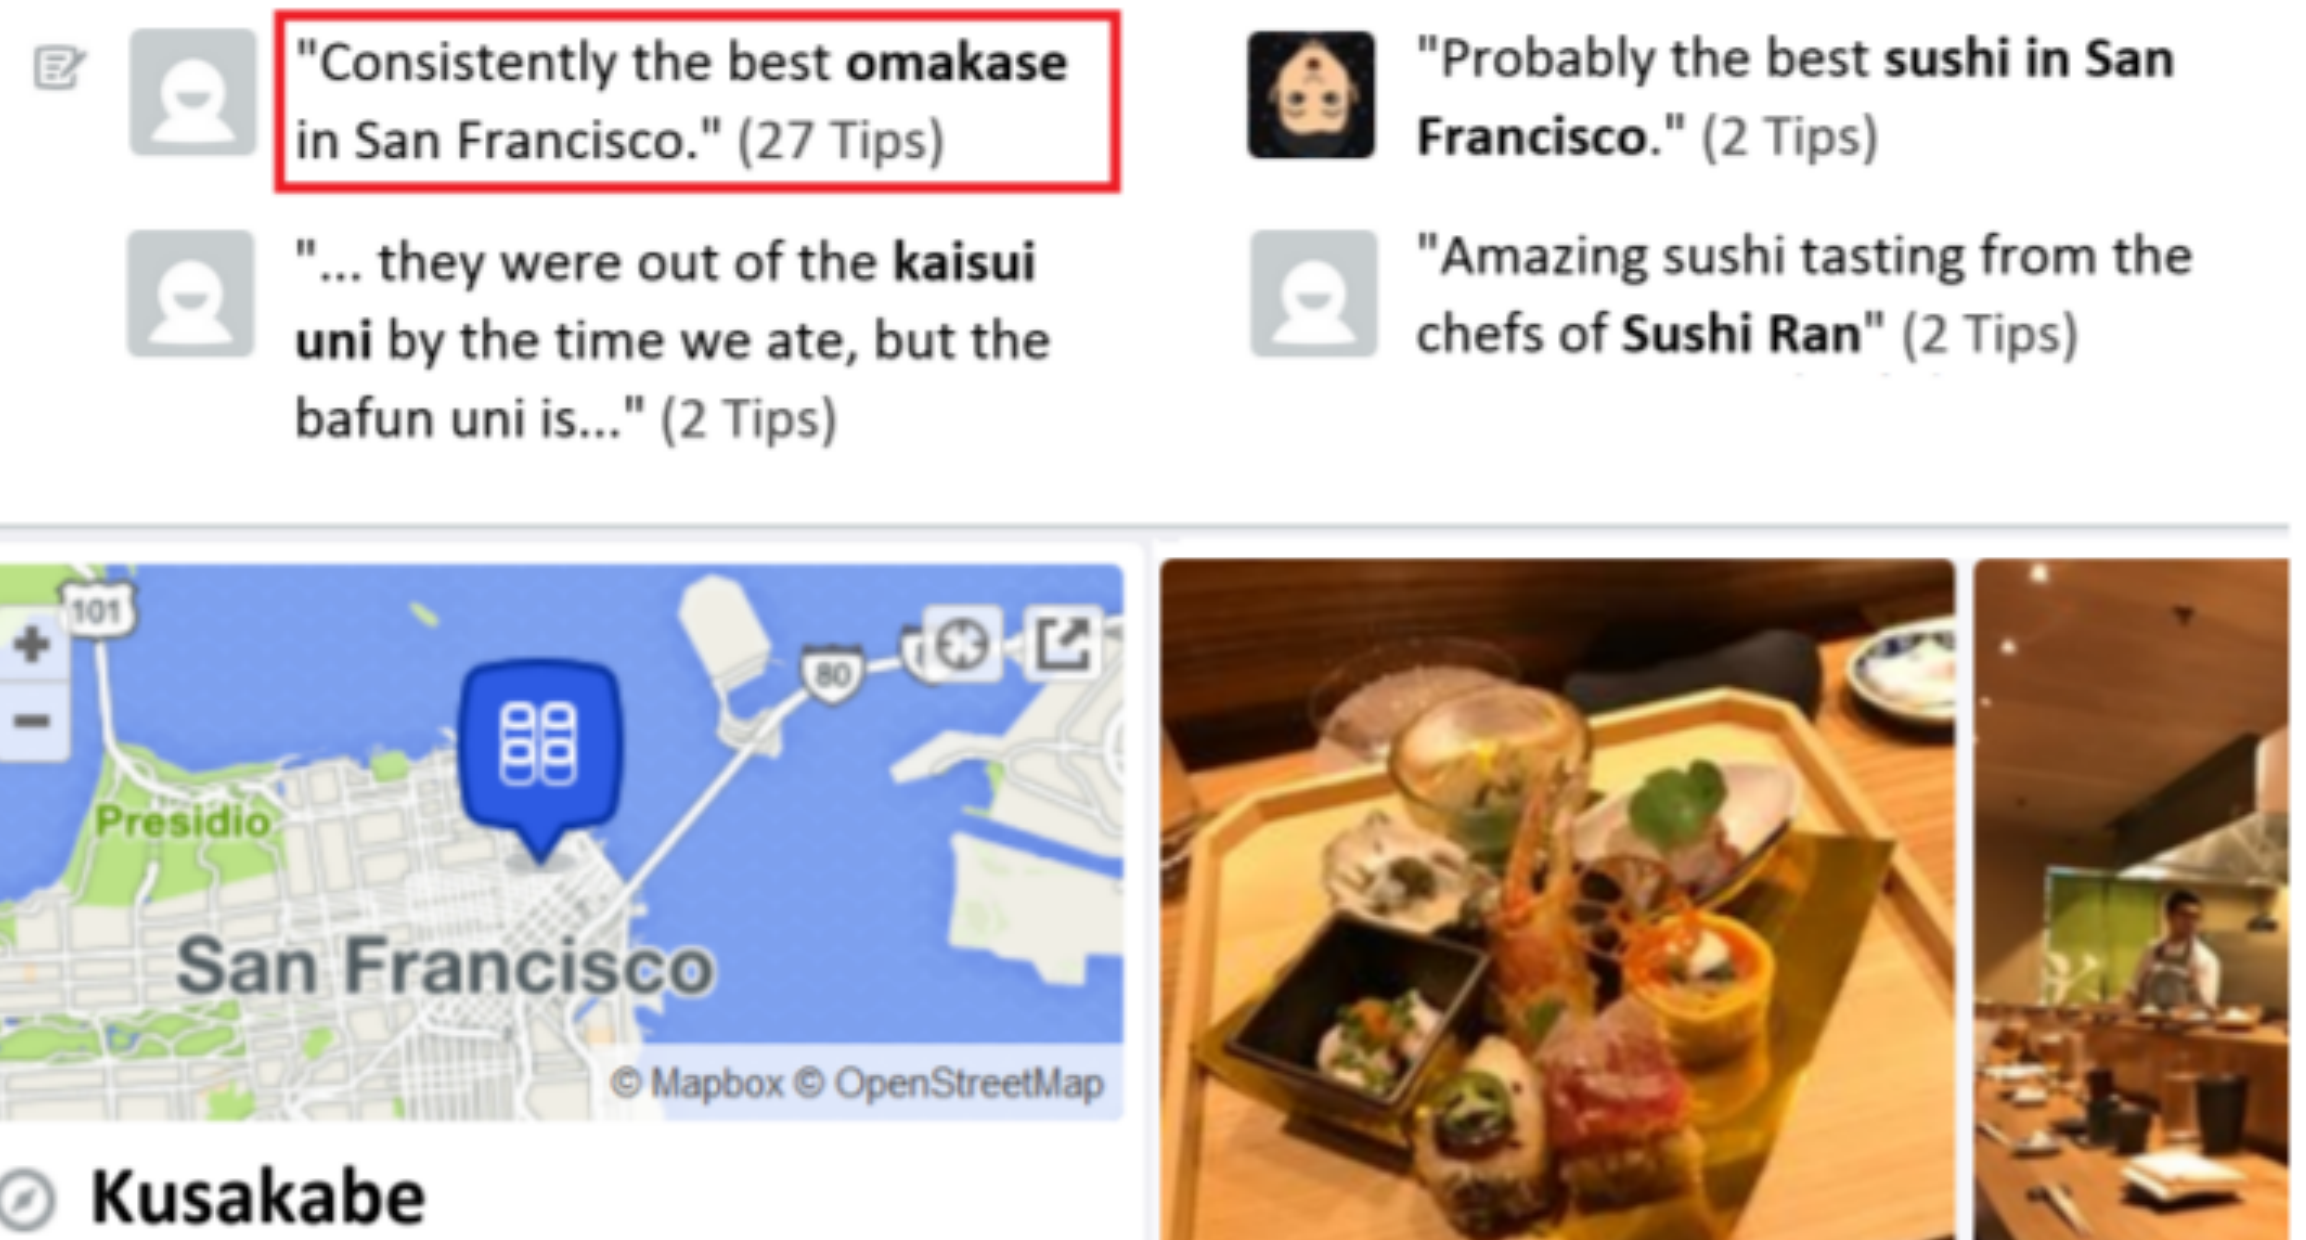 "Consistently the best omakase
in San Francisco." (27 Tips)
"Probably the best sushi in San
Francisco." (2 Tips)
"... they were out of the kaisui
uni by the time we ate, but the
bafun uni is..." (2 Tips)
"Amazing sushi tasting from the
chefs of Sushi Ran" (2 Tips)
101
80
Presidio
San Francisco
© Mapbox © OpenStreetMap
Kusakabe